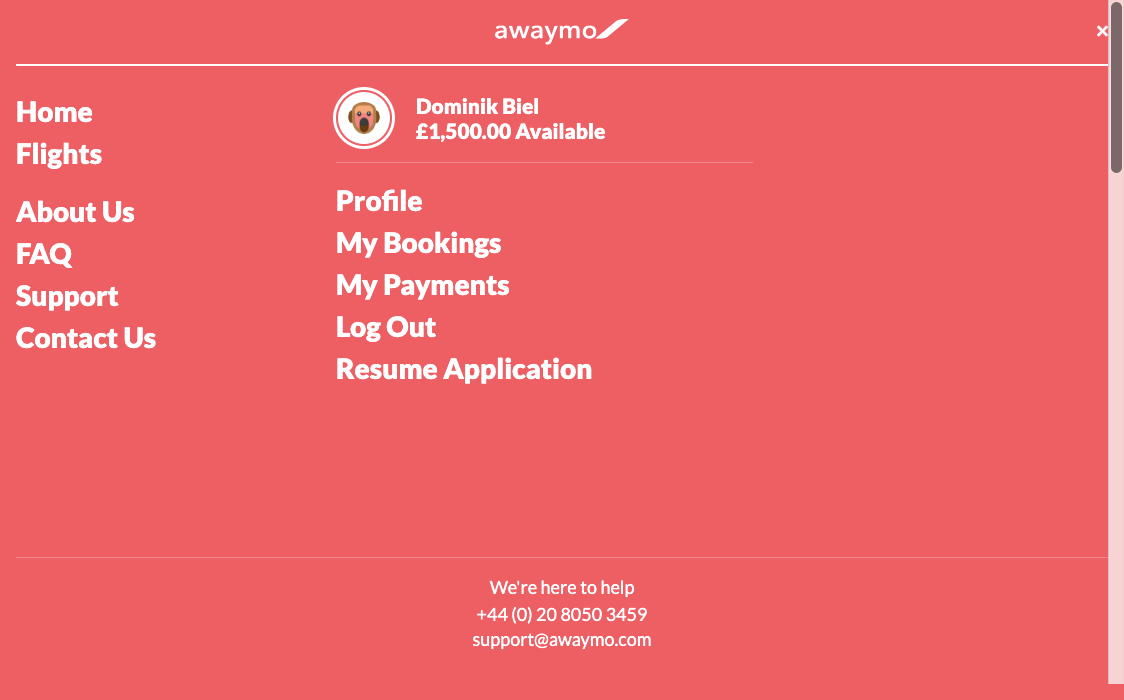 awaymo
×
Home
Flights
About Us
FAQ
Support
Contact Us
Dominik Biel
£1,500.00 Available
Profile
My Bookings
My Payments
Log Out
Resume Application
We're here to help
+44 (0) 20 8050 3459
support@awaymo.com